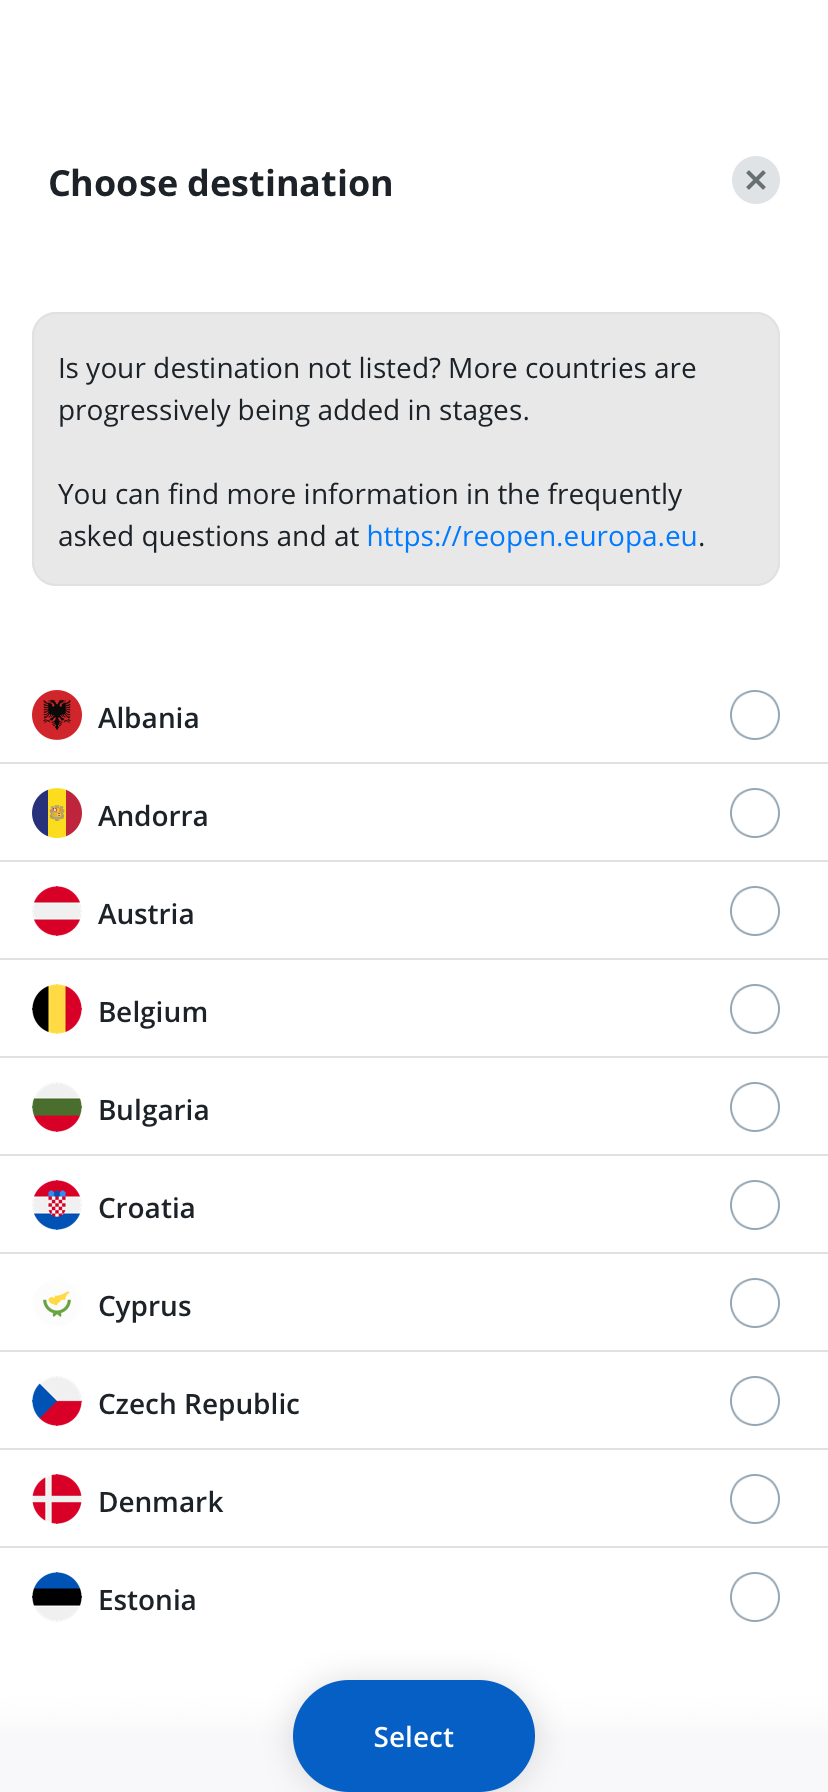 Choose destination
Is your destination not listed? More countries are
progressively being added in stages.
You can find more information in the frequently
asked questions and at https://reopen.europa.eu.
Albania
Andorra
Austria
Belgium
Bulgaria
Croatia
Cyprus
Czech Republic
Denmark
Estonia
Select